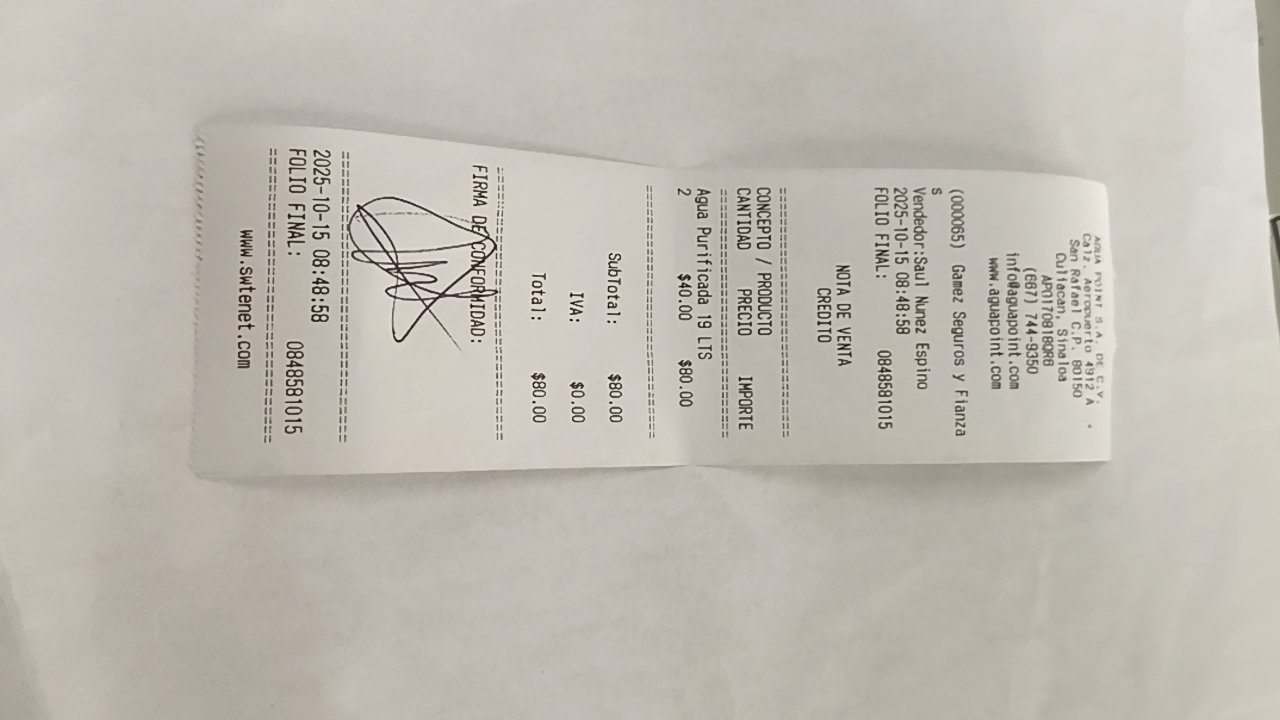 AGUA POINT S.A. DE C.V.
Calz. Aeropuerto 4912 A
San Rafael C.P. 80150
Culiacan, Sinaloa
APO170818QR8
(667) 744-9350
info@aguapoint.com
www.aguapoint.com
(000065) Gamez Seguros y Fianza
s
Vendedor:Saul Nunez Espino
2025-10-15 08:48:58
FOLIO FINAL: 0848581015
NOTA DE VENTA
CREDITO
==============================
CONCEPTO / PRODUCTO
CANTIDAD PRECIO IMPORTE
==============================
Agua Purificada 19 LTS
2 $40.00 $80.00
==============================
SubTotal: $80.00
IVA: $0.00
Total: $80.00
==============================
FIRMA DE CONFORMIDAD:
==============================
2025-10-15 08:48:58
FOLIO FINAL: 0848581015
==============================
www.swtenet.com